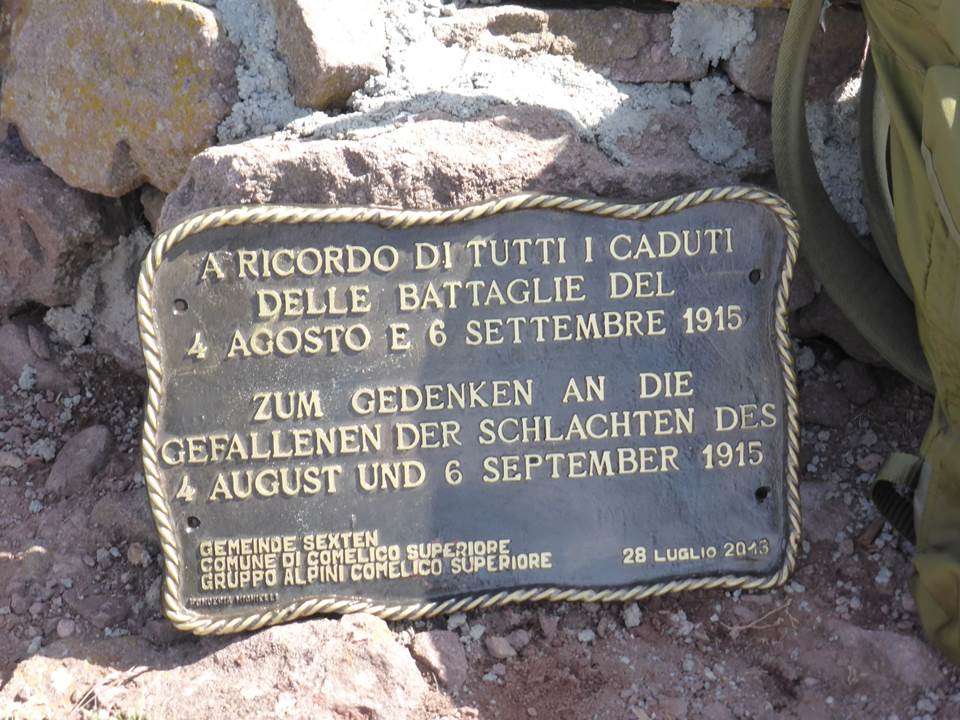 A RICORDO DI TUTTI I CADUTI
DELLE BATTAGLIE DEL
4 AGOSTO E 6 SETTEMBRE 1915
ZUM GEDENKEN AN DIE
GEFALLENEN DER SCHLACHTEN DES
4 AUGUST UND 6 SEPTEMBER 1915
GEMEINDE SEXTEN
COMUNE DI COMELICO SUPERIORE
GRUPPO ALPINI COMELICO SUPERIORE
28 LUGLIO 2013